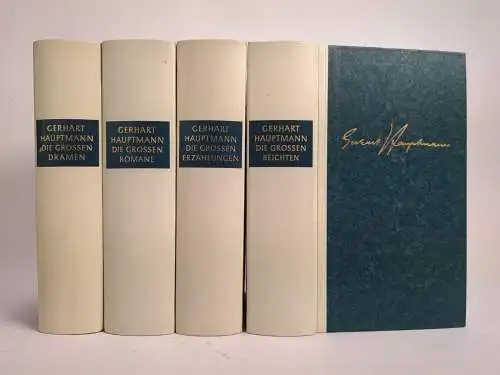 GERHART
HAUPTMANN
DIE GROSSEN
DRAMEN
GERHART
HAUPTMANN
DIE GROSSEN
ROMANE
GERHART
HAUPTMANN
DIE GROSSEN
ERZÄHLUNGEN
GERHART
HAUPTMANN
DIE GROSSEN
BEICHTEN
Gerhart Hauptmann